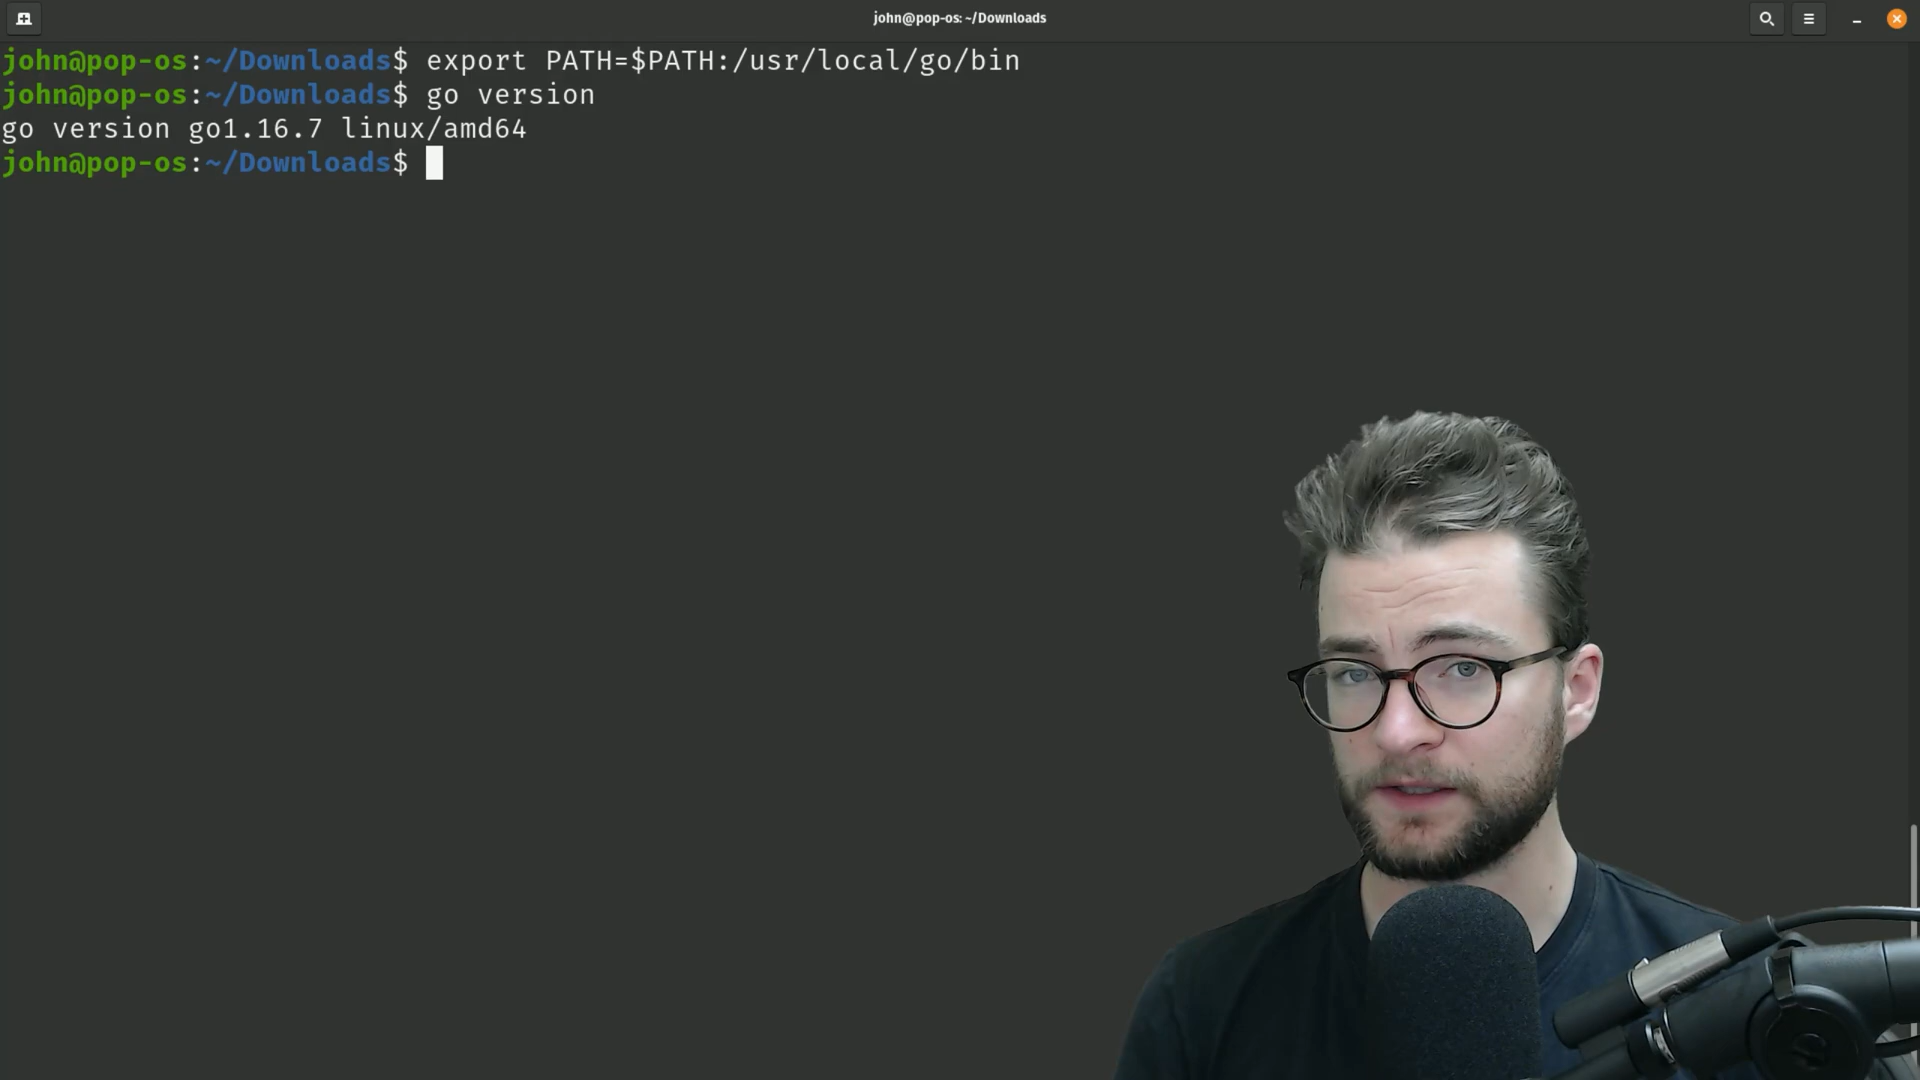 john@pop-os: ~/Downloads
john@pop-os:~/Downloads$ export PATH=$PATH:/usr/local/go/bin
john@pop-os:~/Downloads$ go version
go version go1.16.7 linux/amd64
john@pop-os:~/Downloads$